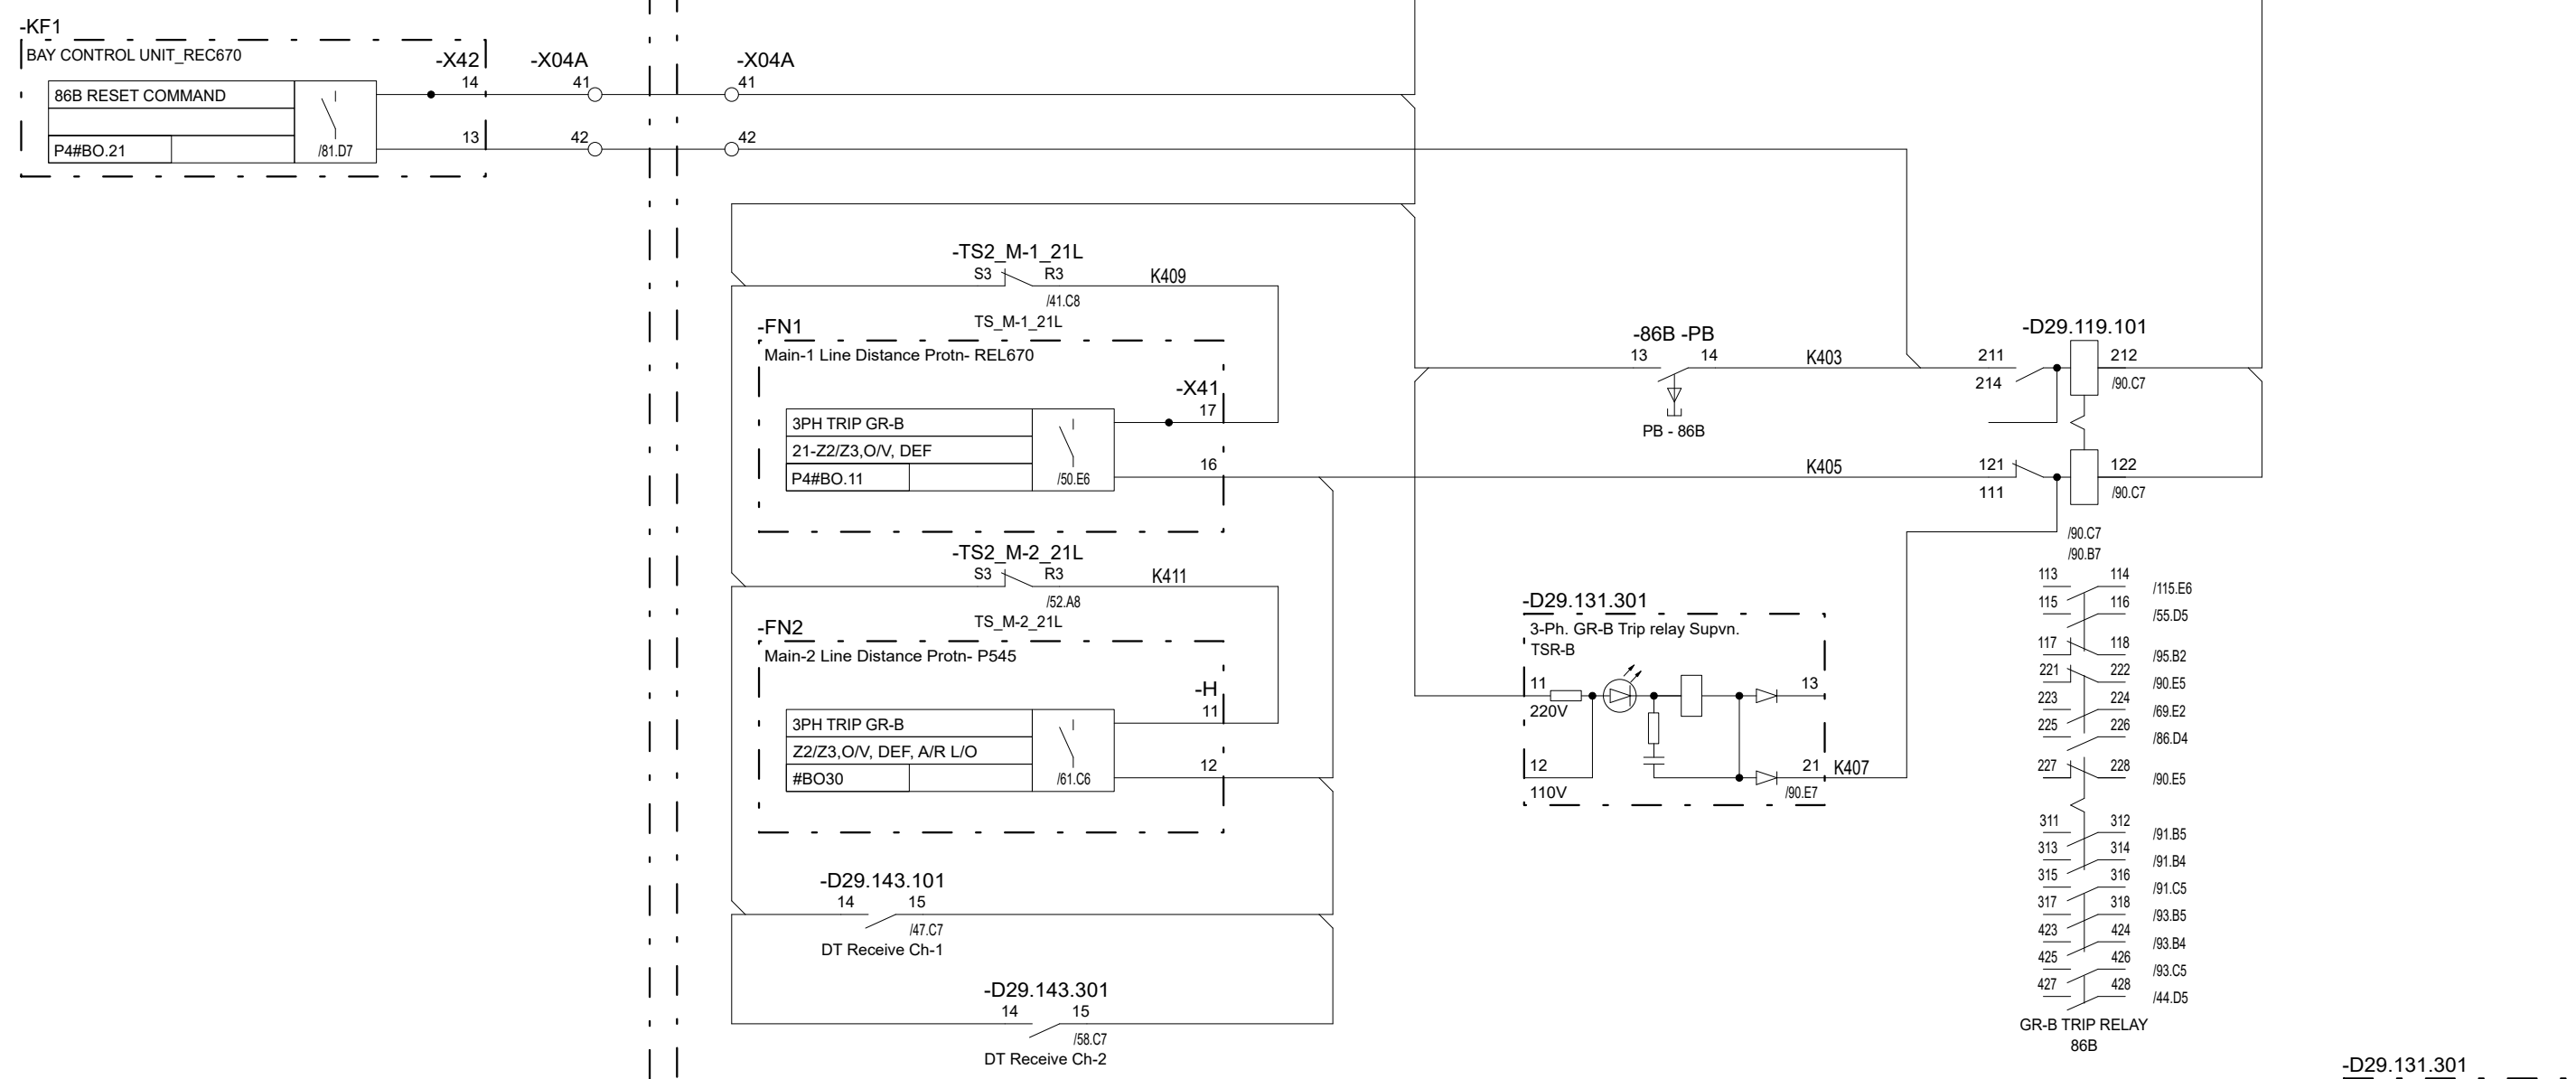 -KF1
BAY CONTROL UNIT_REC670
-X42
-X04A
-X04A
14
41
41
86B RESET COMMAND
13
42
42
P4#BO.21
/81.D7
-TS2_M-1_21L
S3
R3
K409
/41.C8
TS_M-1_21L
-FN1
Main-1 Line Distance Protn- REL670
-X41
17
3PH TRIP GR-B
21-Z2/Z3,O/V, DEF
16
P4#BO.11
/50.E6
-86B -PB
13
14
K403
PB - 86B
-D29.119.101
211
212
214
/90.C7
K405
121
122
111
/90.C7
/90.C7
/90.B7
-TS2_M-2_21L
S3
R3
K411
/52.A8
TS_M-2_21L
-FN2
Main-2 Line Distance Protn- P545
-H
11
3PH TRIP GR-B
Z2/Z3,O/V, DEF, A/R L/O
12
#BO30
/61.C6
-D29.131.301
3-Ph. GR-B Trip relay Supvn.
TSR-B
11
13
220V
12
21
K407
110V
/90.E7
113
114
/115.E6
115
116
/55.D5
117
118
/95.B2
221
222
/90.E5
223
224
/69.E2
225
226
/86.D4
227
228
/90.E5
311
312
/91.B5
313
314
/91.B4
315
316
/91.C5
317
318
/93.B5
423
424
/93.B4
425
426
/93.C5
427
428
/44.D5
GR-B TRIP RELAY
86B
-D29.143.101
14
15
/47.C7
DT Receive Ch-1
-D29.143.301
14
15
/58.C7
DT Receive Ch-2
-D29.131.301